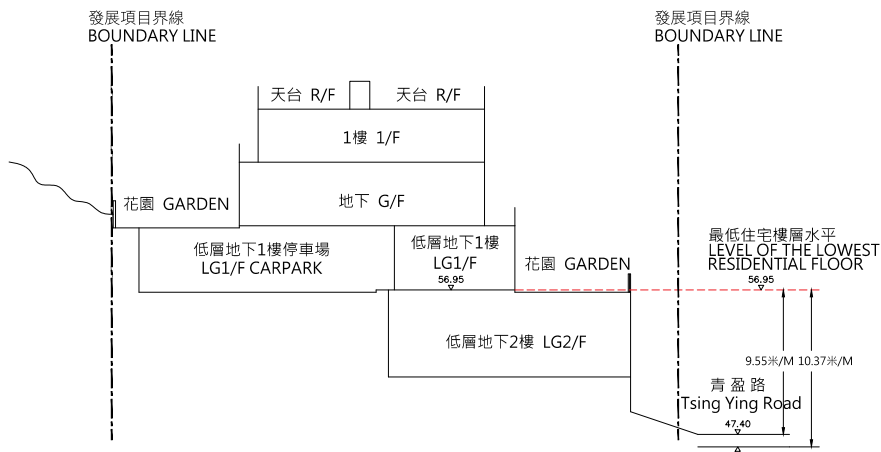 發展項目界線
BOUNDARY LINE
發展項目界線
BOUNDARY LINE
天台 R/F
天台 R/F
1樓 1/F
花園 GARDEN
地下 G/F
低層地下1樓停車場
LG1/F CARPARK
低層地下1樓
LG1/F
56.95
花園 GARDEN
最低住宅樓層水平
LEVEL OF THE LOWEST
RESIDENTIAL FLOOR
56.95
低層地下2樓 LG2/F
9.55米/M
10.37米/M
青盈路
Tsing Ying Road
47.40